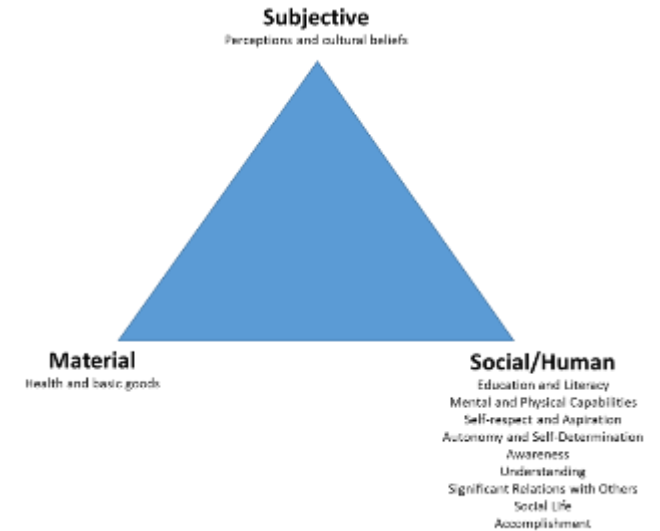 Subjective
Perceptions and cultural beliefs
Material
Health and basic goods
Social/Human
Education and Literacy
Mental and Physical Capabilities
Self-respect and Aspiration
Autonomy and Self-Determination
Awareness
Understanding
Significant Relations with Others
Social Life
Accomplishment